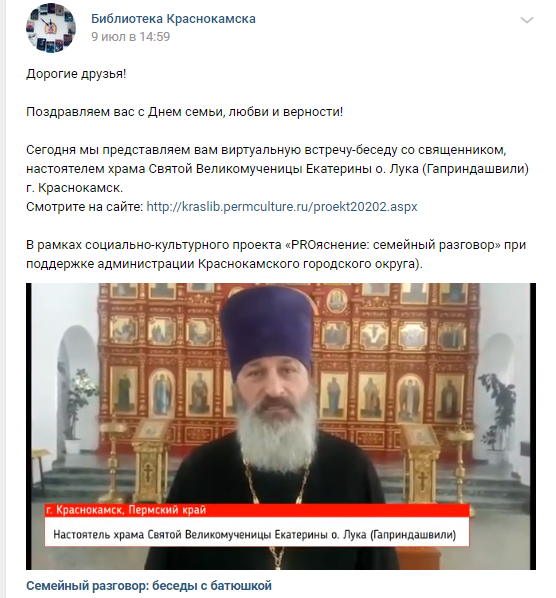 Библиотека Краснокамска
9 июл в 14:59
Дорогие друзья!
Поздравляем вас с Днем семьи, любви и верности!
Сегодня мы представляем вам виртуальную встречу-беседу со священником,
настоятелем храма Святой Великомученицы Екатерины о. Лука (Гаприндашвили)
г. Краснокамск.
Смотрите на сайте: http://kraslib.permculture.ru/proekt20202.aspx
В рамках социально-культурного проекта «PROяснение: семейный разговор» при
поддержке администрации Краснокамского городского округа).
г. Краснокамск, Пермский край
Настоятель храма Святой Великомученицы Екатерины о. Лука (Гаприндашвили)
Семейный разговор: беседы с батюшкой